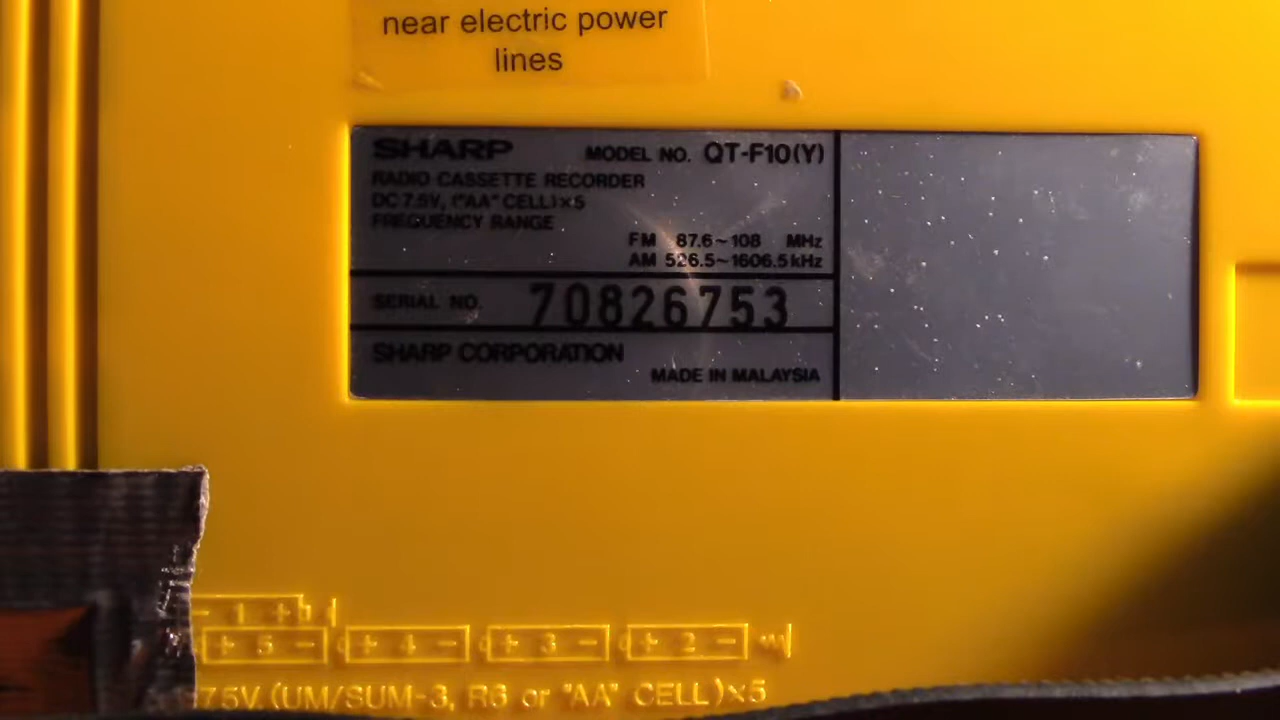 near electric power
lines
SHARP MODEL NO. QT-F10(Y)
RADIO CASSETTE RECORDER
DC 7.5V, ("AA" CELL)×5
FREQUENCY RANGE
FM 87.6~108 MHz
AM 526.5~1606.5kHz
SERIAL NO. 70826753
SHARP CORPORATION
MADE IN MALAYSIA
- 1 +
+ 5 - + 4 - + 3 - + 2 -
7.5V. (UM/SUM-3, R6 or "AA" CELL)×5